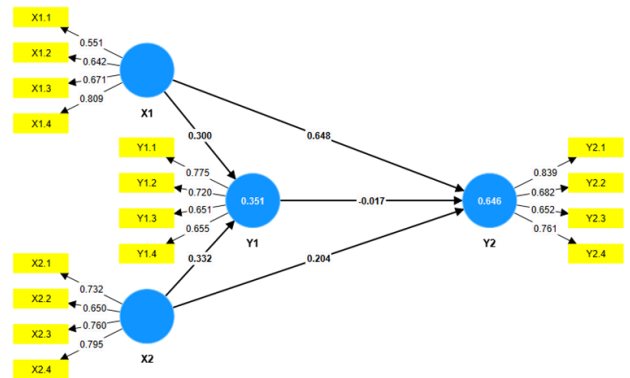 X1.1
0.551
X1.2
0.642
X1.3
0.671
X1.4
0.809
X1
0.300
0.648
Y1.1
0.775
Y1.2
0.720
Y1.3
0.651
Y1.4
0.655
0.351
Y1
-0.017
0.646
Y2
Y2.1
0.839
Y2.2
0.682
Y2.3
0.652
Y2.4
0.761
0.332
0.204
X2.1
0.732
X2.2
0.650
X2.3
0.760
X2.4
0.795
X2